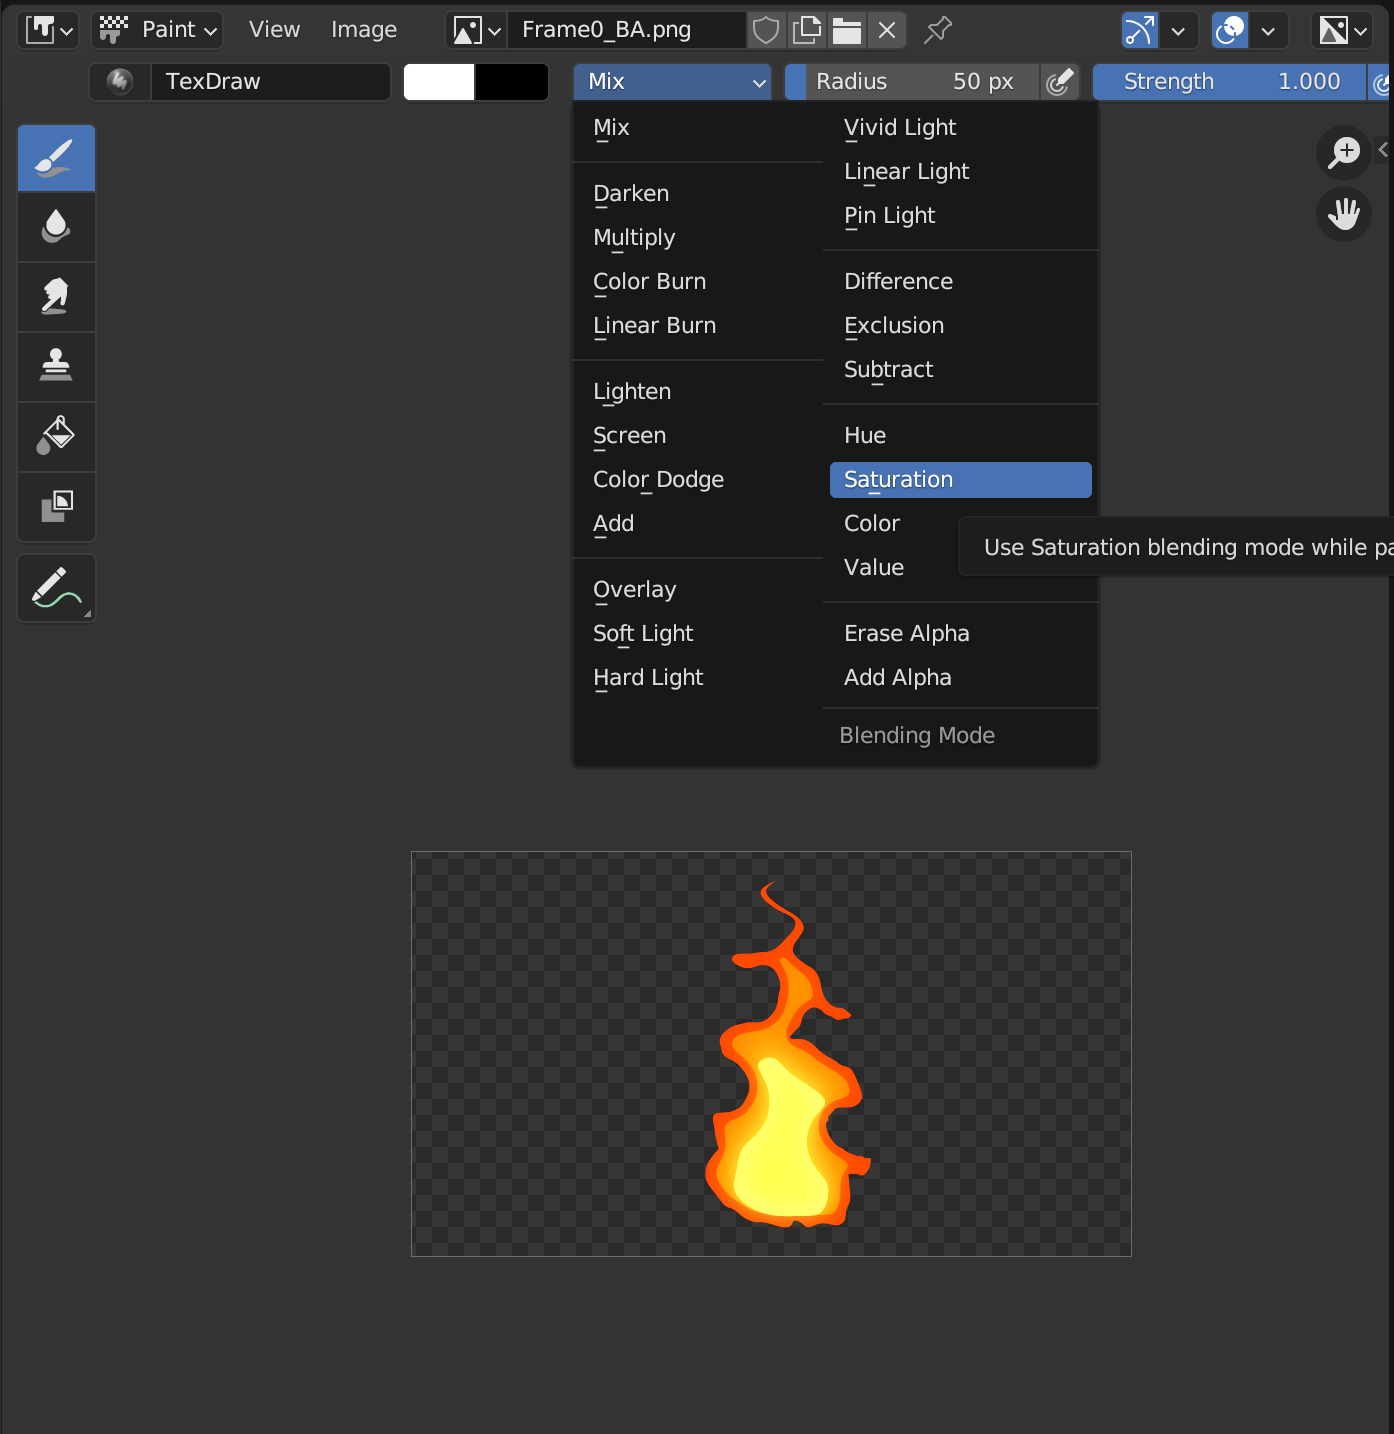 Paint View Image Frame0_BA.png
TexDraw Mix Radius 50 px Strength 1.000
Mix
Darken
Multiply
Color Burn
Linear Burn
Lighten
Screen
Color Dodge
Add
Overlay
Soft Light
Hard Light
Vivid Light
Linear Light
Pin Light
Difference
Exclusion
Subtract
Hue
Saturation
Color
Value
Use Saturation blending mode while pa
Erase Alpha
Add Alpha
Blending Mode